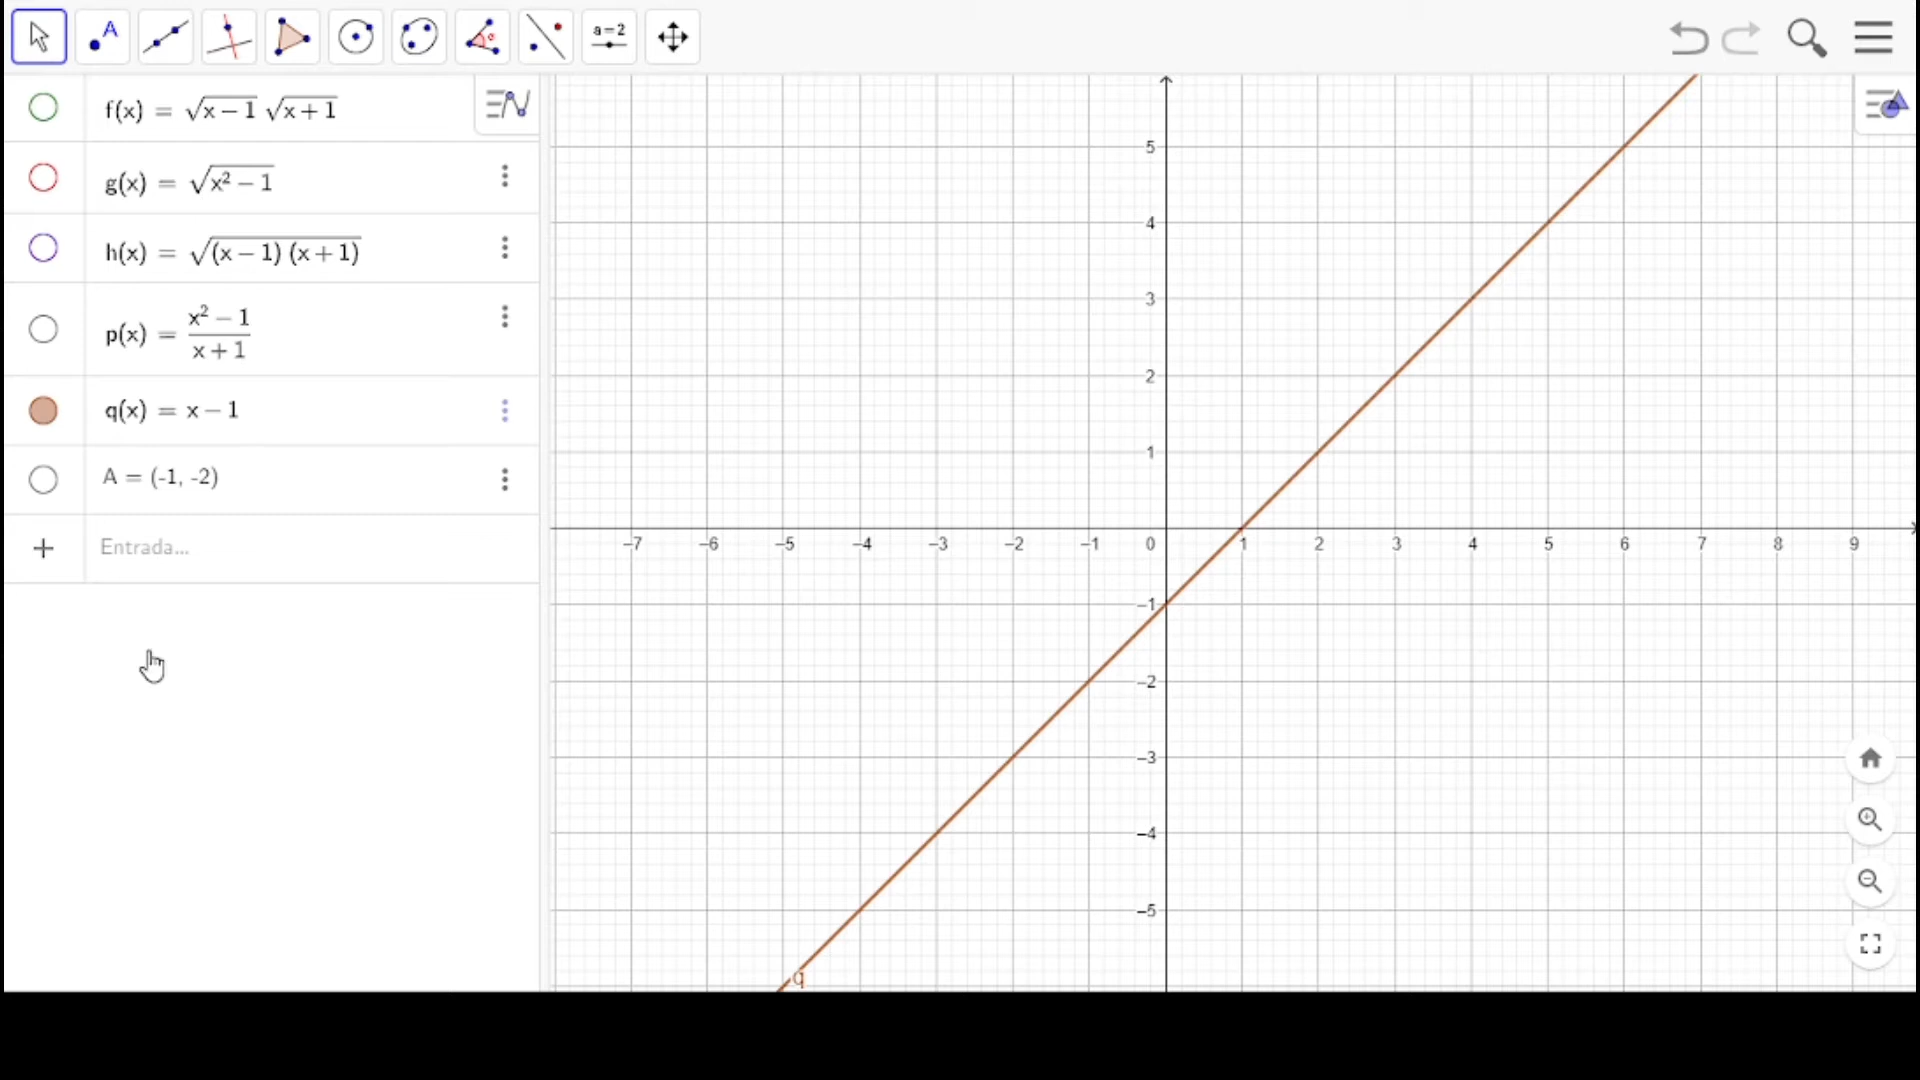 A
a=2
f(x) = √x − 1 √x + 1
g(x) = √x² − 1
h(x) = √(x − 1) (x + 1)
p(x) = x² − 1 / x + 1
q(x) = x − 1
A = (-1, -2)
+ Entrada...
5
4
3
2
1
−7 −6 −5 −4 −3 −2 −1 0 1 2 3 4 5 6 7 8 9
−1
−2
−3
−4
−5
q